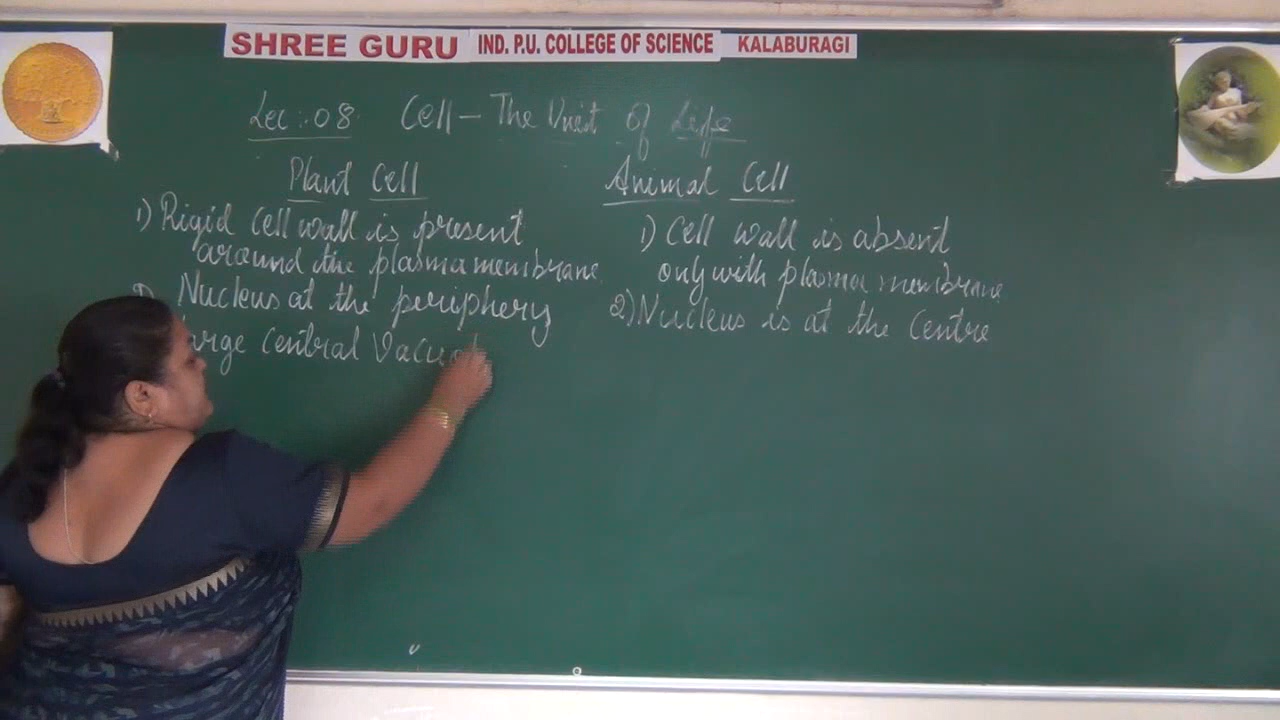 SHREE GURU IND. P.U. COLLEGE OF SCIENCE KALABURAGI
Lec:08 Cell - The Unit of Life
Plant Cell
1) Rigid Cell wall is present
around the plasma membrane
Nucleus at the periphery
Large Central
Animal Cell
1) Cell wall is absent
only with plasma membrane
2) Nucleus is at the Centre